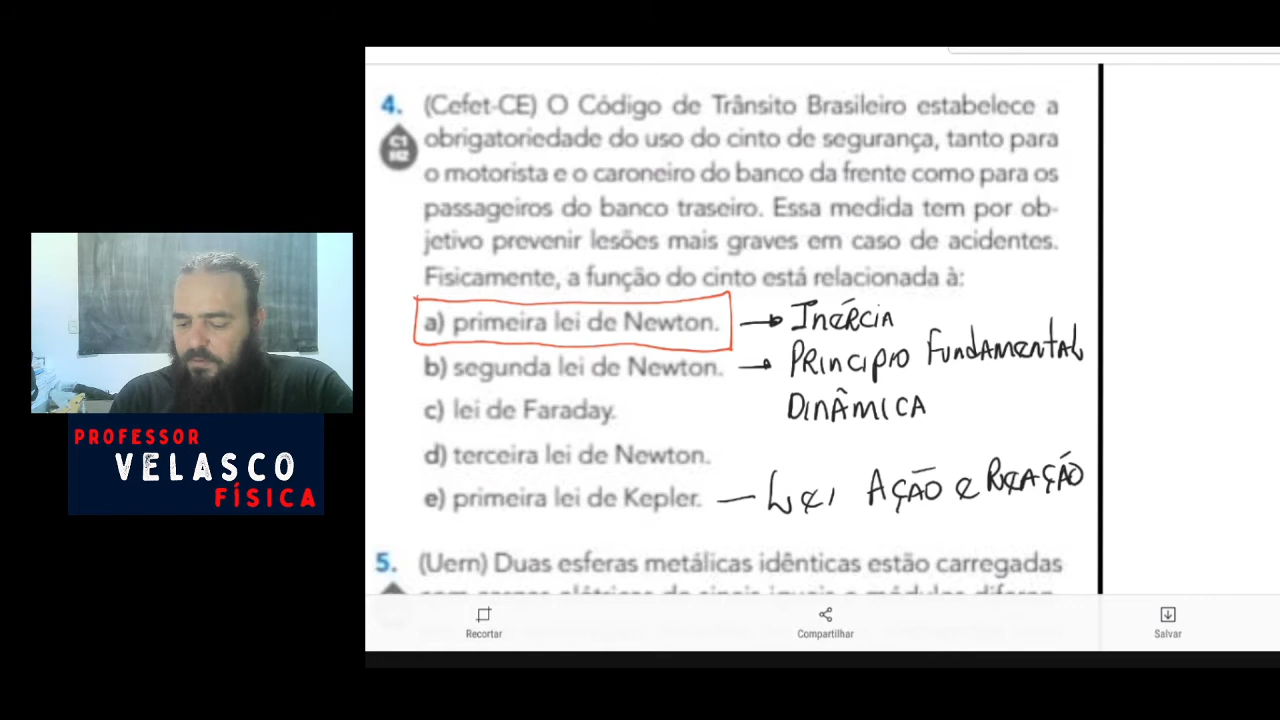 4. (Cefet-CE) O Código de Trânsito Brasileiro estabelece a
C1
H2
obrigatoriedade do uso do cinto de segurança, tanto para
o motorista e o caroneiro do banco da frente como para os
passageiros do banco traseiro. Essa medida tem por ob-
jetivo prevenir lesões mais graves em caso de acidentes.
Fisicamente, a função do cinto está relacionada à:
a) primeira lei de Newton. → INÉRCIA
b) segunda lei de Newton. → PRINCIPIO FUNDAMENTAL
DINÂMICA
c) lei de Faraday.
d) terceira lei de Newton.
e) primeira lei de Kepler. — LEI AÇÃO E REAÇÃO
5. (Uern) Duas esferas metálicas idênticas estão carregadas
PROFESSOR
VELASCO
FÍSICA
Recortar
Compartilhar
Salvar